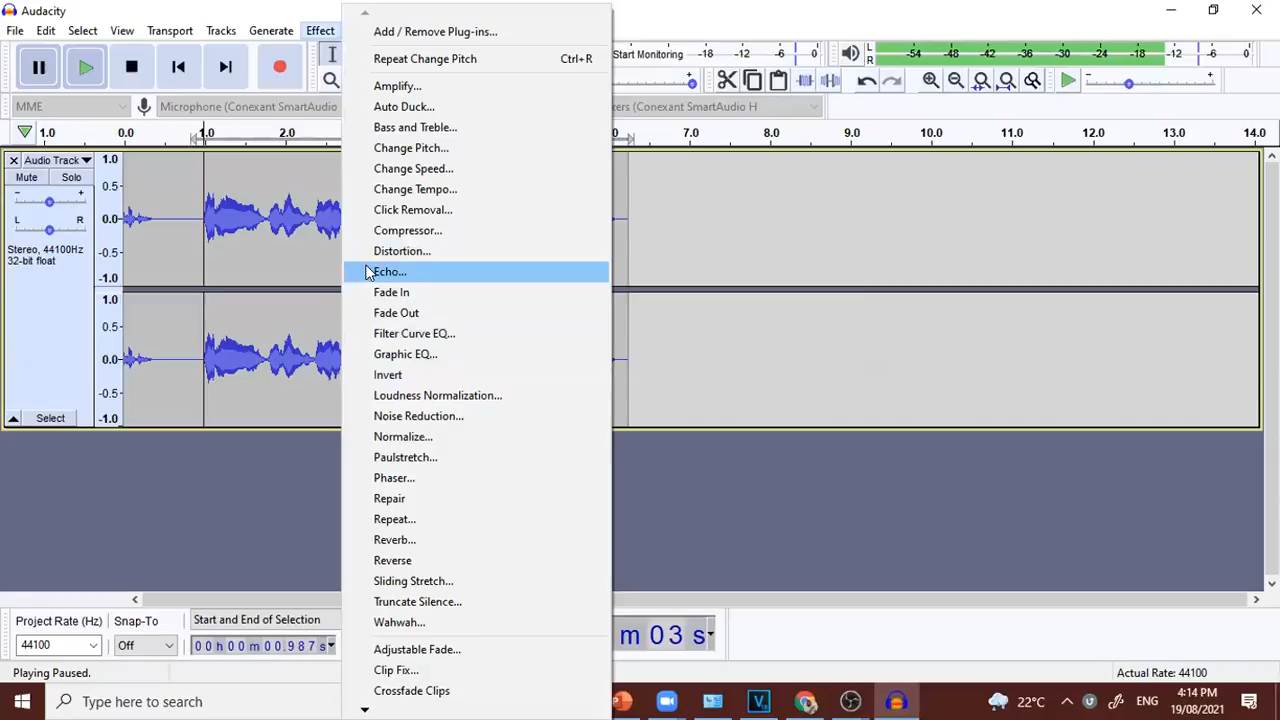 Audacity
File Edit Select View Transport Tracks Generate Effect
Add / Remove Plug-ins...
Repeat Change Pitch Ctrl+R
Amplify...
Auto Duck...
Bass and Treble...
Change Pitch...
Change Speed...
Change Tempo...
Click Removal...
Compressor...
Distortion...
Echo...
Fade In
Fade Out
Filter Curve EQ...
Graphic EQ...
Invert
Loudness Normalization...
Noise Reduction...
Normalize...
Paulstretch...
Phaser...
Repair
Repeat...
Reverb...
Reverse
Sliding Stretch...
Truncate Silence...
Wahwah...
Adjustable Fade...
Clip Fix...
Crossfade Clips
Start Monitoring -18 -12 -6 0
L R -54 -48 -42 -36 -30 -24 -18 -12 -6 0
MME Microphone (Conexant SmartAudio ers (Conexant SmartAudio H
1.0 0.0 1.0 2.0 0 7.0 8.0 9.0 10.0 11.0 12.0 13.0 14.0
Audio Track
Mute Solo
- +
L R
Stereo, 44100Hz
32-bit float
Select
1.0
0.5
0.0
-0.5
-1.0
1.0
0.5
0.0
-0.5
-1.0
Project Rate (Hz) Snap-To Start and End of Selection
44100 Off 00h00m00.987s m03s
Playing Paused. Actual Rate: 44100
Type here to search 22°C ENG 4:14 PM
19/08/2021